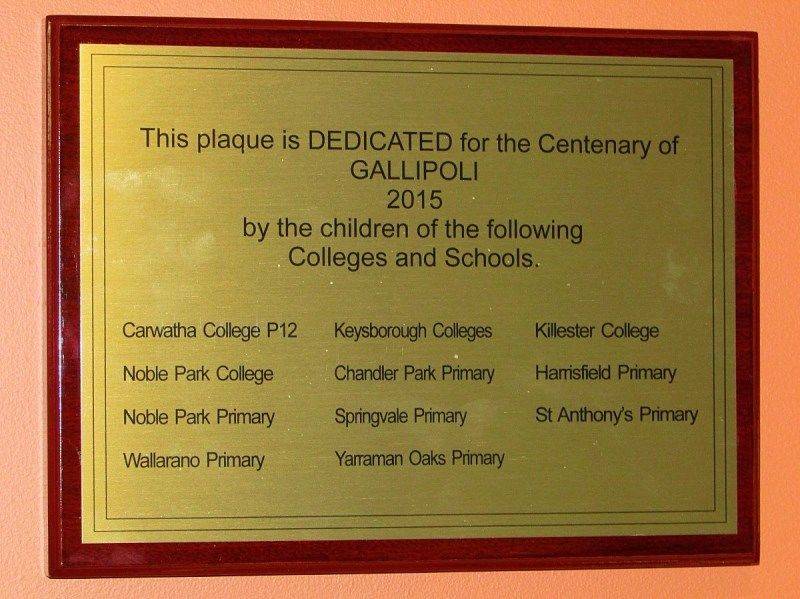 This plaque is DEDICATED for the Centenary of
GALLIPOLI
2015
by the children of the following
Colleges and Schools.
Carwatha College P12 Keysborough Colleges Killester College
Noble Park College Chandler Park Primary Harrisfield Primary
Noble Park Primary Springvale Primary St Anthony's Primary
Wallarano Primary Yarraman Oaks Primary